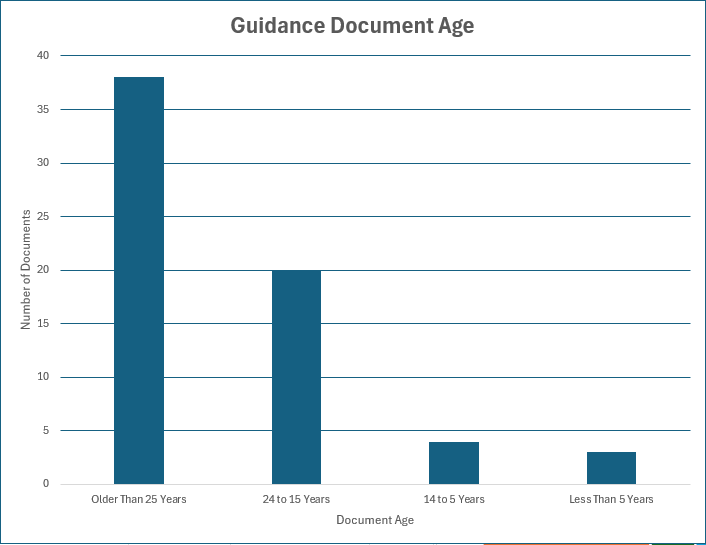 Guidance Document Age
40
35
30
25
20
15
10
5
0
Number of Documents
Older Than 25 Years
24 to 15 Years
14 to 5 Years
Less Than 5 Years
Document Age